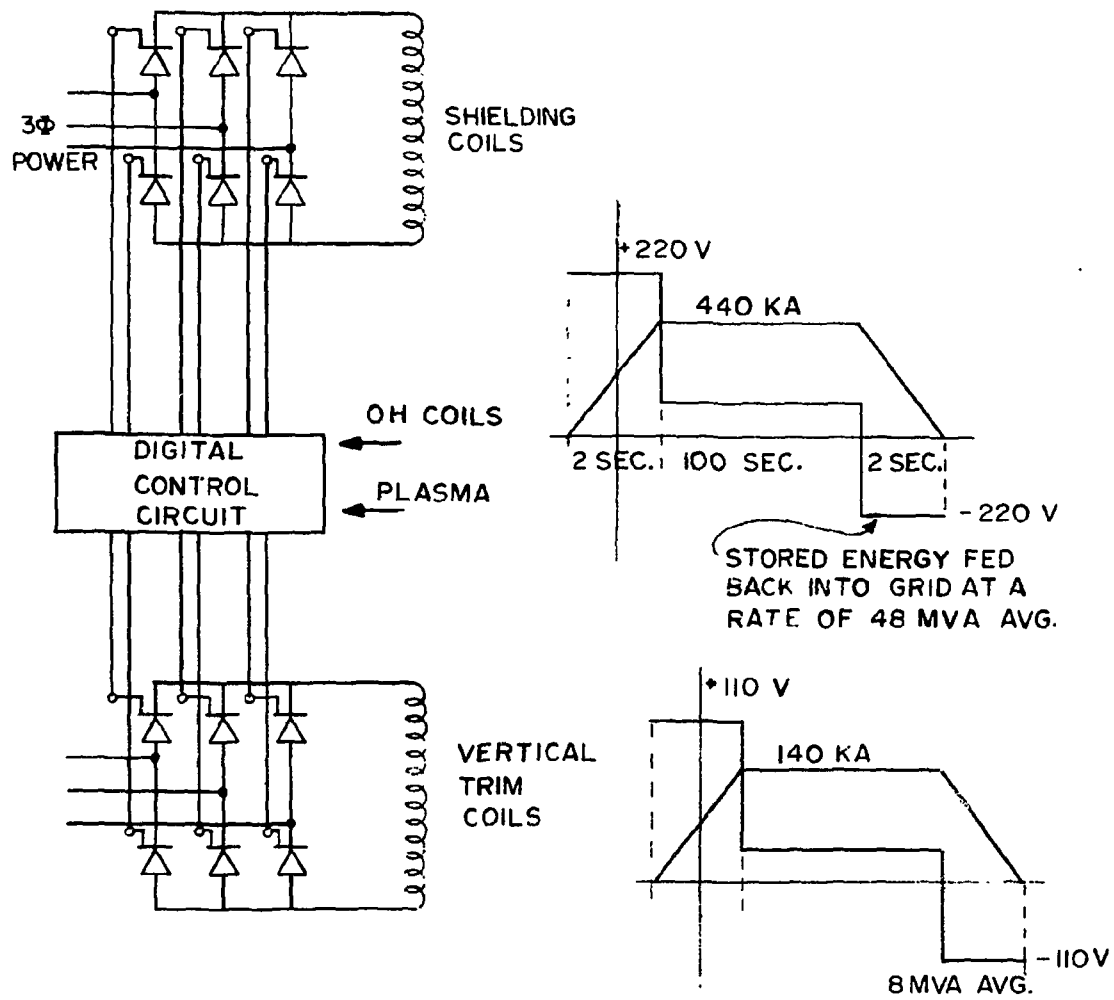 SHIELDING
COILS
3Φ
POWER
+220 V
440 KA
2 SEC. 100 SEC. 2 SEC.
-220 V
STORED ENERGY FED
BACK INTO GRID AT A
RATE OF 48 MVA AVG.
OH COILS
PLASMA
DIGITAL
CONTROL
CIRCUIT
+110 V
140 KA
VERTICAL
TRIM
COILS
-110 V
8 MVA AVG.